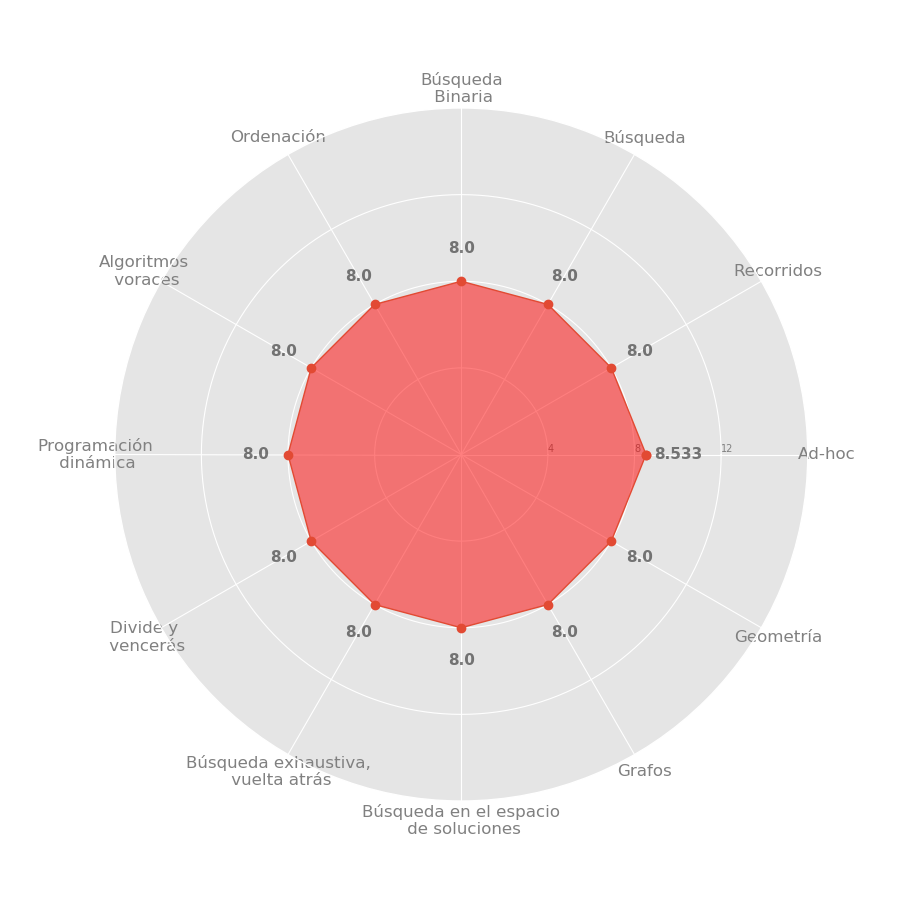 Búsqueda
Binaria
Ordenación
Búsqueda
8.0
Algoritmos
voraces
8.0
8.0
Recorridos
8.0
8.0
Programación
dinámica
8.0
4
8
8.533
12
Ad-hoc
8.0
8.0
Divide y
vencerás
8.0
8.0
Geometría
8.0
Búsqueda exhaustiva,
vuelta atrás
Grafos
Búsqueda en el espacio
de soluciones